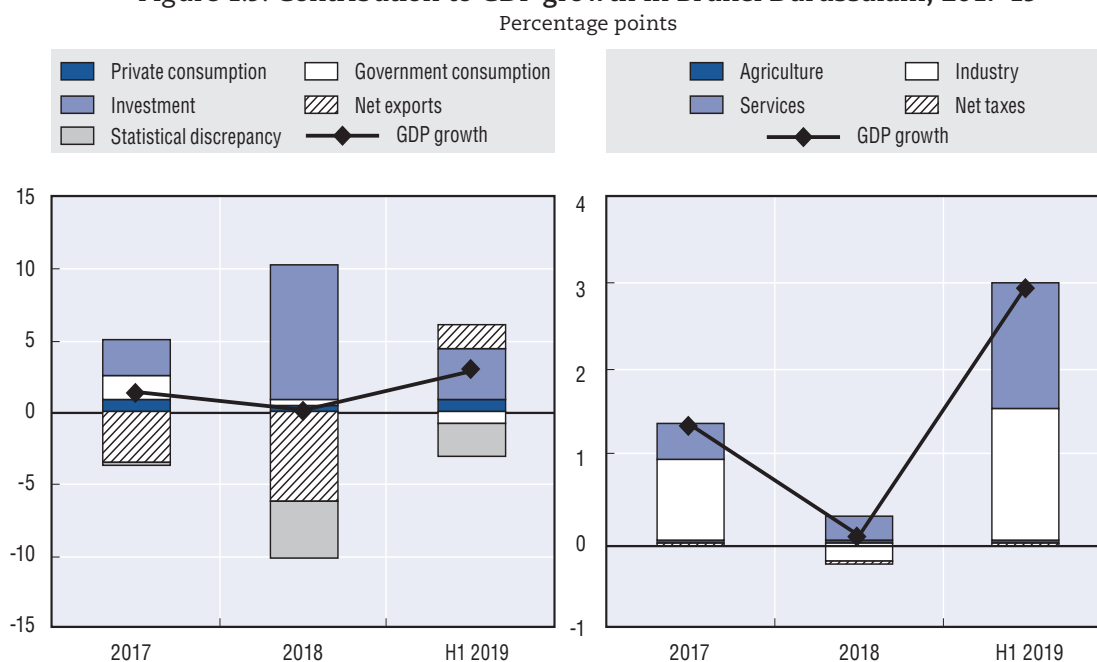 Percentage points
Private consumption
Government consumption
Investment
Net exports
Statistical discrepancy
GDP growth
Agriculture
Industry
Services
Net taxes
GDP growth
15
10
5
0
-5
-10
-15
2017
2018
H1 2019
4
3
2
1
0
-1
2017
2018
H1 2019